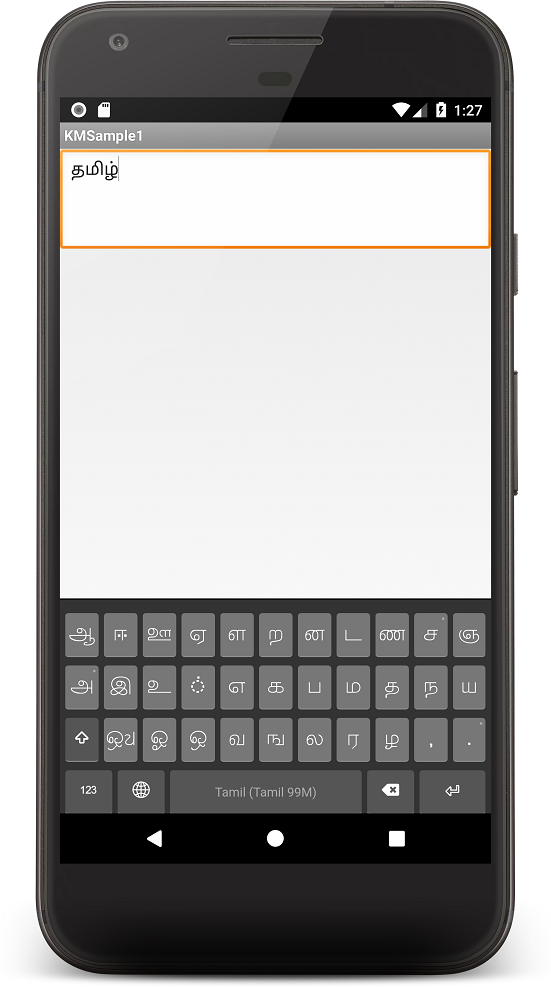 1:27
KMSample1
தமிழ்
ஆ ஈ ஊ ஏ ள ற ன ட ண ச ஞ
அ இ உ ் எ க ப ம த ந ய
ஔ ஓ ஒ வ ங ல ர ழ , .
123 Tamil (Tamil 99M)